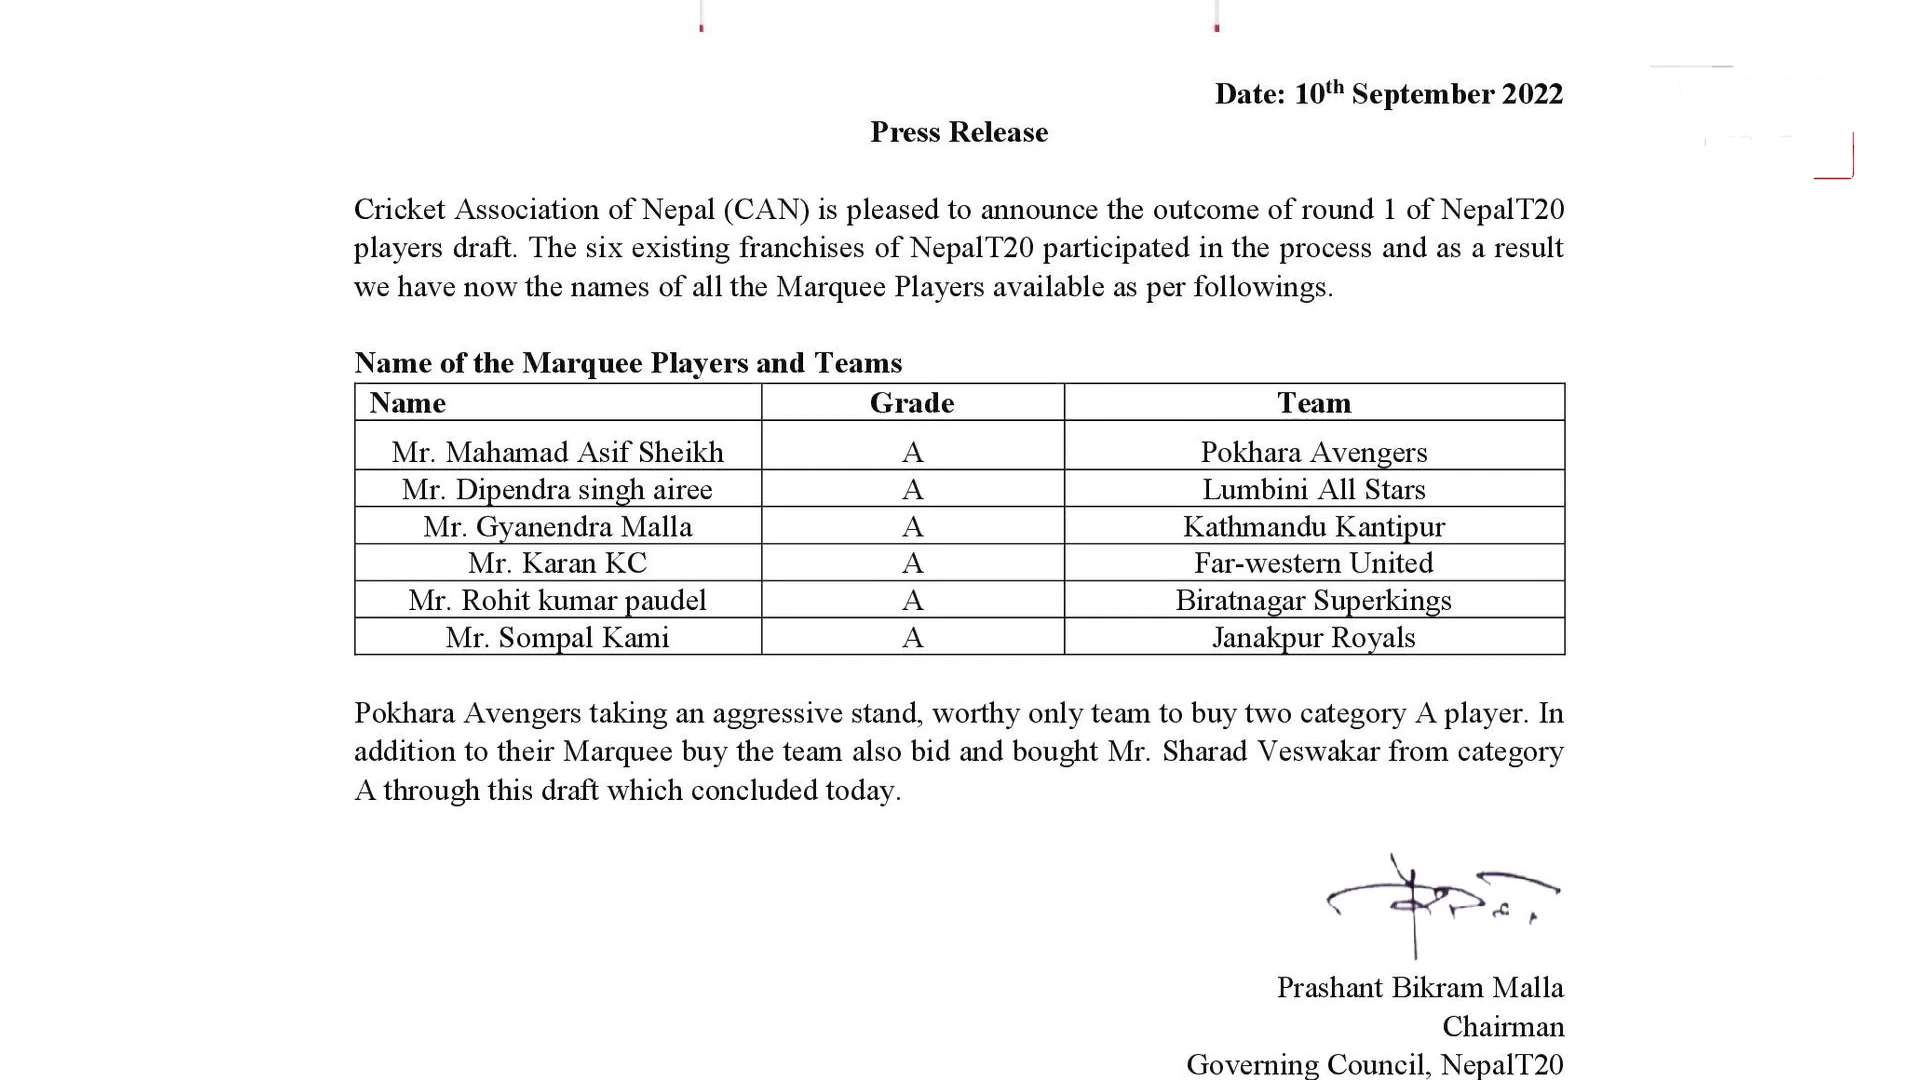 Date: 10th September 2022
Press Release
Cricket Association of Nepal (CAN) is pleased to announce the outcome of round 1 of NepalT20
players draft. The six existing franchises of NepalT20 participated in the process and as a result
we have now the names of all the Marquee Players available as per followings.
Name of the Marquee Players and Teams
Name Grade Team
Mr. Mahamad Asif Sheikh A Pokhara Avengers
Mr. Dipendra singh airee A Lumbini All Stars
Mr. Gyanendra Malla A Kathmandu Kantipur
Mr. Karan KC A Far-western United
Mr. Rohit kumar paudel A Biratnagar Superkings
Mr. Sompal Kami A Janakpur Royals
Pokhara Avengers taking an aggressive stand, worthy only team to buy two category A player. In
addition to their Marquee buy the team also bid and bought Mr. Sharad Veswakar from category
A through this draft which concluded today.
Prashant Bikram Malla
Chairman
Governing Council, NepalT20